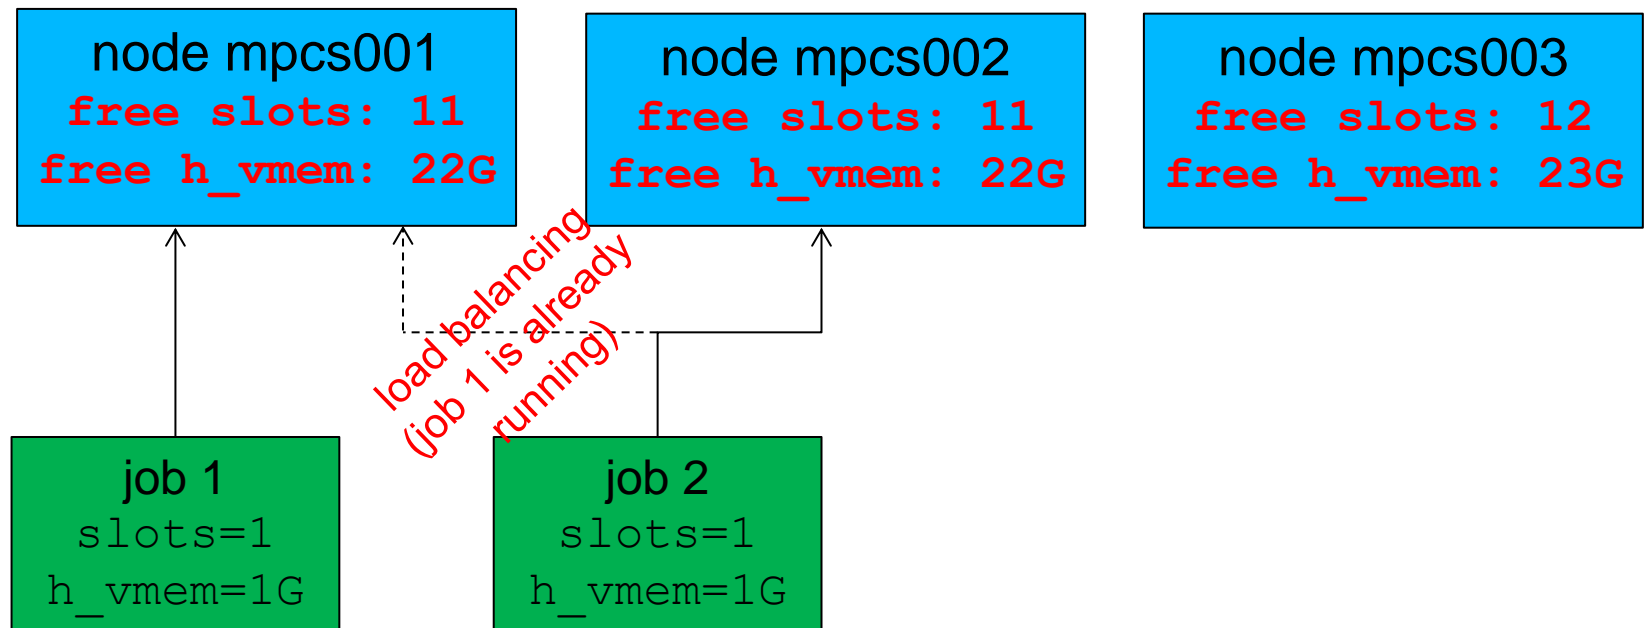 node mpcs001
free slots: 11
free h_vmem: 22G
node mpcs002
free slots: 11
free h_vmem: 22G
node mpcs003
free slots: 12
free h_vmem: 23G
load balancing
(job 1 is already
running)
job 1
slots=1
h_vmem=1G
job 2
slots=1
h_vmem=1G